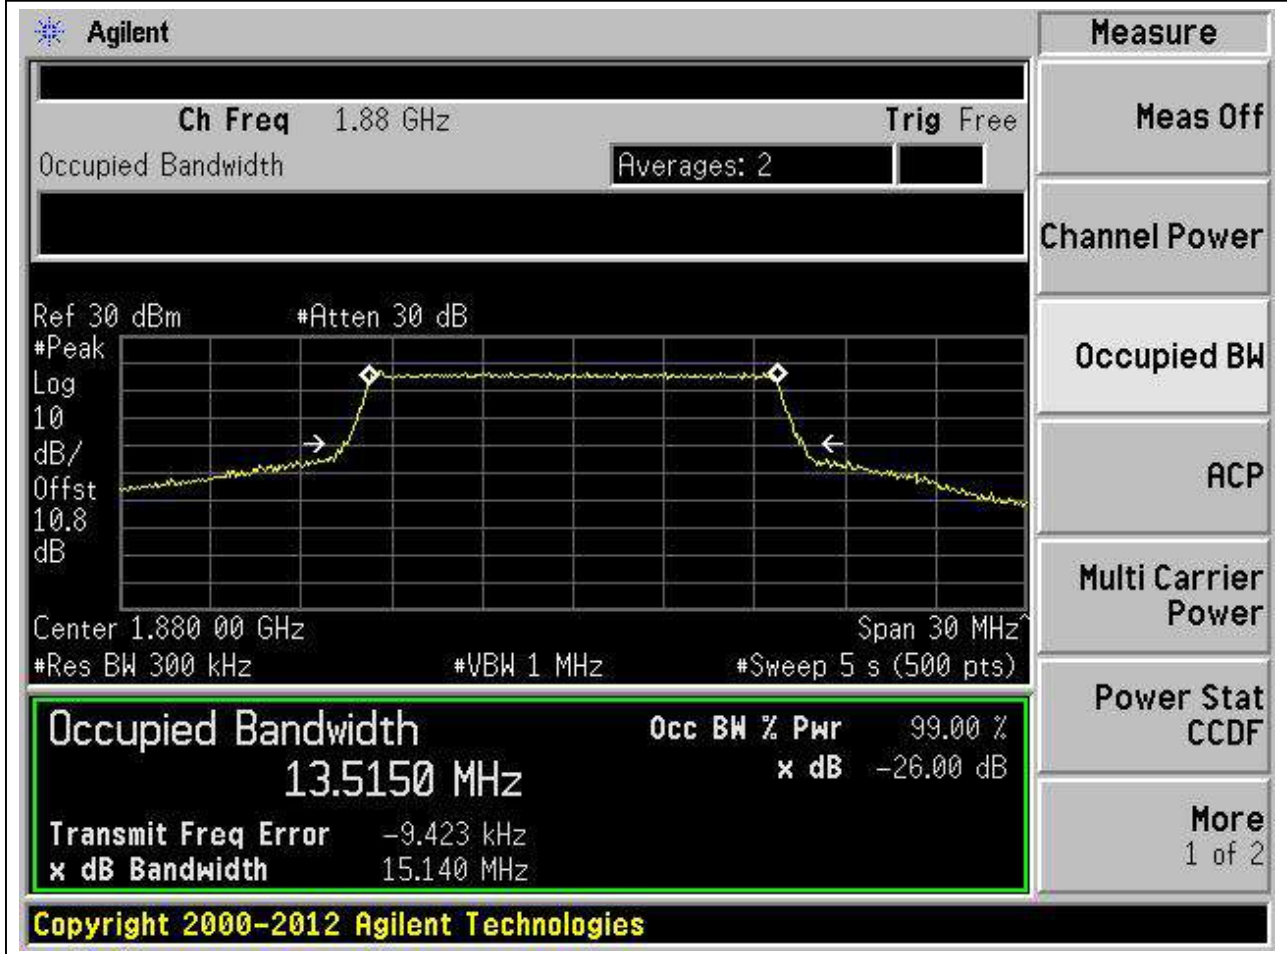 Agilent
Measure
Ch Freq 1.88 GHz Trig Free
Meas Off
Occupied Bandwidth Averages: 2
Channel Power
Ref 30 dBm #Atten 30 dB
#Peak
Log
10
dB/
Offst
10.8
dB
Occupied BW
ACP
Center 1.880 00 GHz Span 30 MHz^
#Res BW 300 kHz #VBW 1 MHz #Sweep 5 s (500 pts)
Multi Carrier
Power
Occupied Bandwidth Occ BW % Pwr 99.00 %
13.5150 MHz x dB -26.00 dB
Transmit Freq Error -9.423 kHz
x dB Bandwidth 15.140 MHz
Power Stat
CCDF
More
1 of 2
Copyright 2000-2012 Agilent Technologies